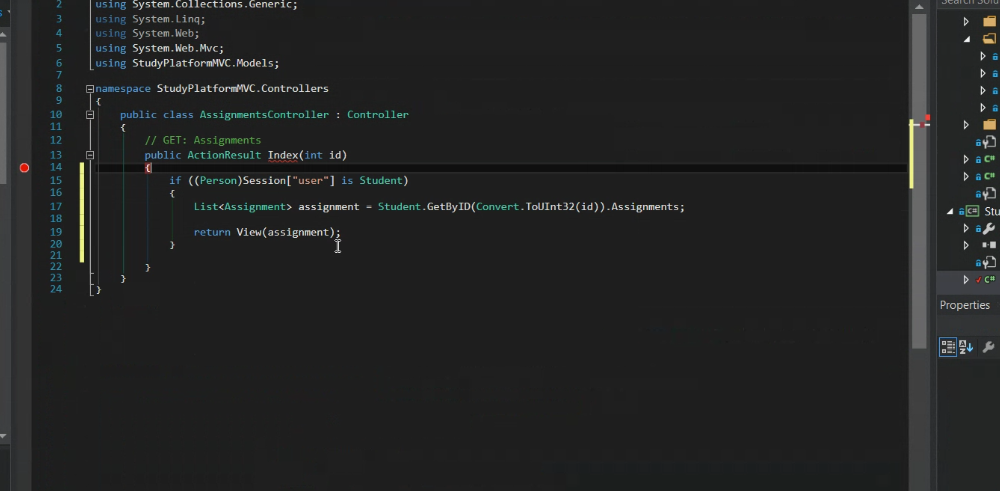 Search Solu
2 using System.Collections.Generic;
3 using System.Linq;
4 using System.Web;
5 using System.Web.Mvc;
6 using StudyPlatformMVC.Models;
7
8 namespace StudyPlatformMVC.Controllers
9 {
10 public class AssignmentsController : Controller
11 {
12 // GET: Assignments
13 public ActionResult Index(int id)
14 {
15 if ((Person)Session["user"] is Student)
16 {
17 List<Assignment> assignment = Student.GetByID(Convert.ToUInt32(id)).Assignments;
18
19 return View(assignment);
20 }
21
22 }
23 }
24 }
C#
C#
C# Stu
C#
Properties